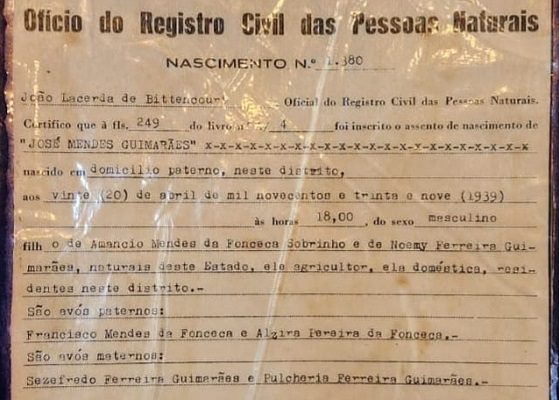 Ofício do Registro Civil das Pessoas Naturais
NASCIMENTO N.º 1.380
João Lacerda de Bittencourt, Oficial do Registro Civil das Pessoas Naturais.
Certifico que à fls. 249 do livro n.º 4 foi inscrito o assento de nascimento de
"JOSÉ MENDES GUIMARÃES" x-x-x-x-x-x-x-x-x-x-x-x-x-x-x-x-x-x-x
nascido em domicilio paterno, neste distrito,
aos vinte (20) de abril de mil novecentos e trinta e nove (1939)
às horas 18,00, do sexo masculino
filh o de Amancio Mendes da Fonceca Sobrinho e de Noemy Ferreira Gui-
marães, naturais deste Estado, ele agricultor, ela doméstica, resi-
dentes neste distrito.-
São avós paternos:
Francisco Mendes da Fonceca e Alzira Pereira da Fonceca.-
São avós maternos:
Sezefredo Ferreira Guimarães e Pulcheria Ferreira Guimarães.-